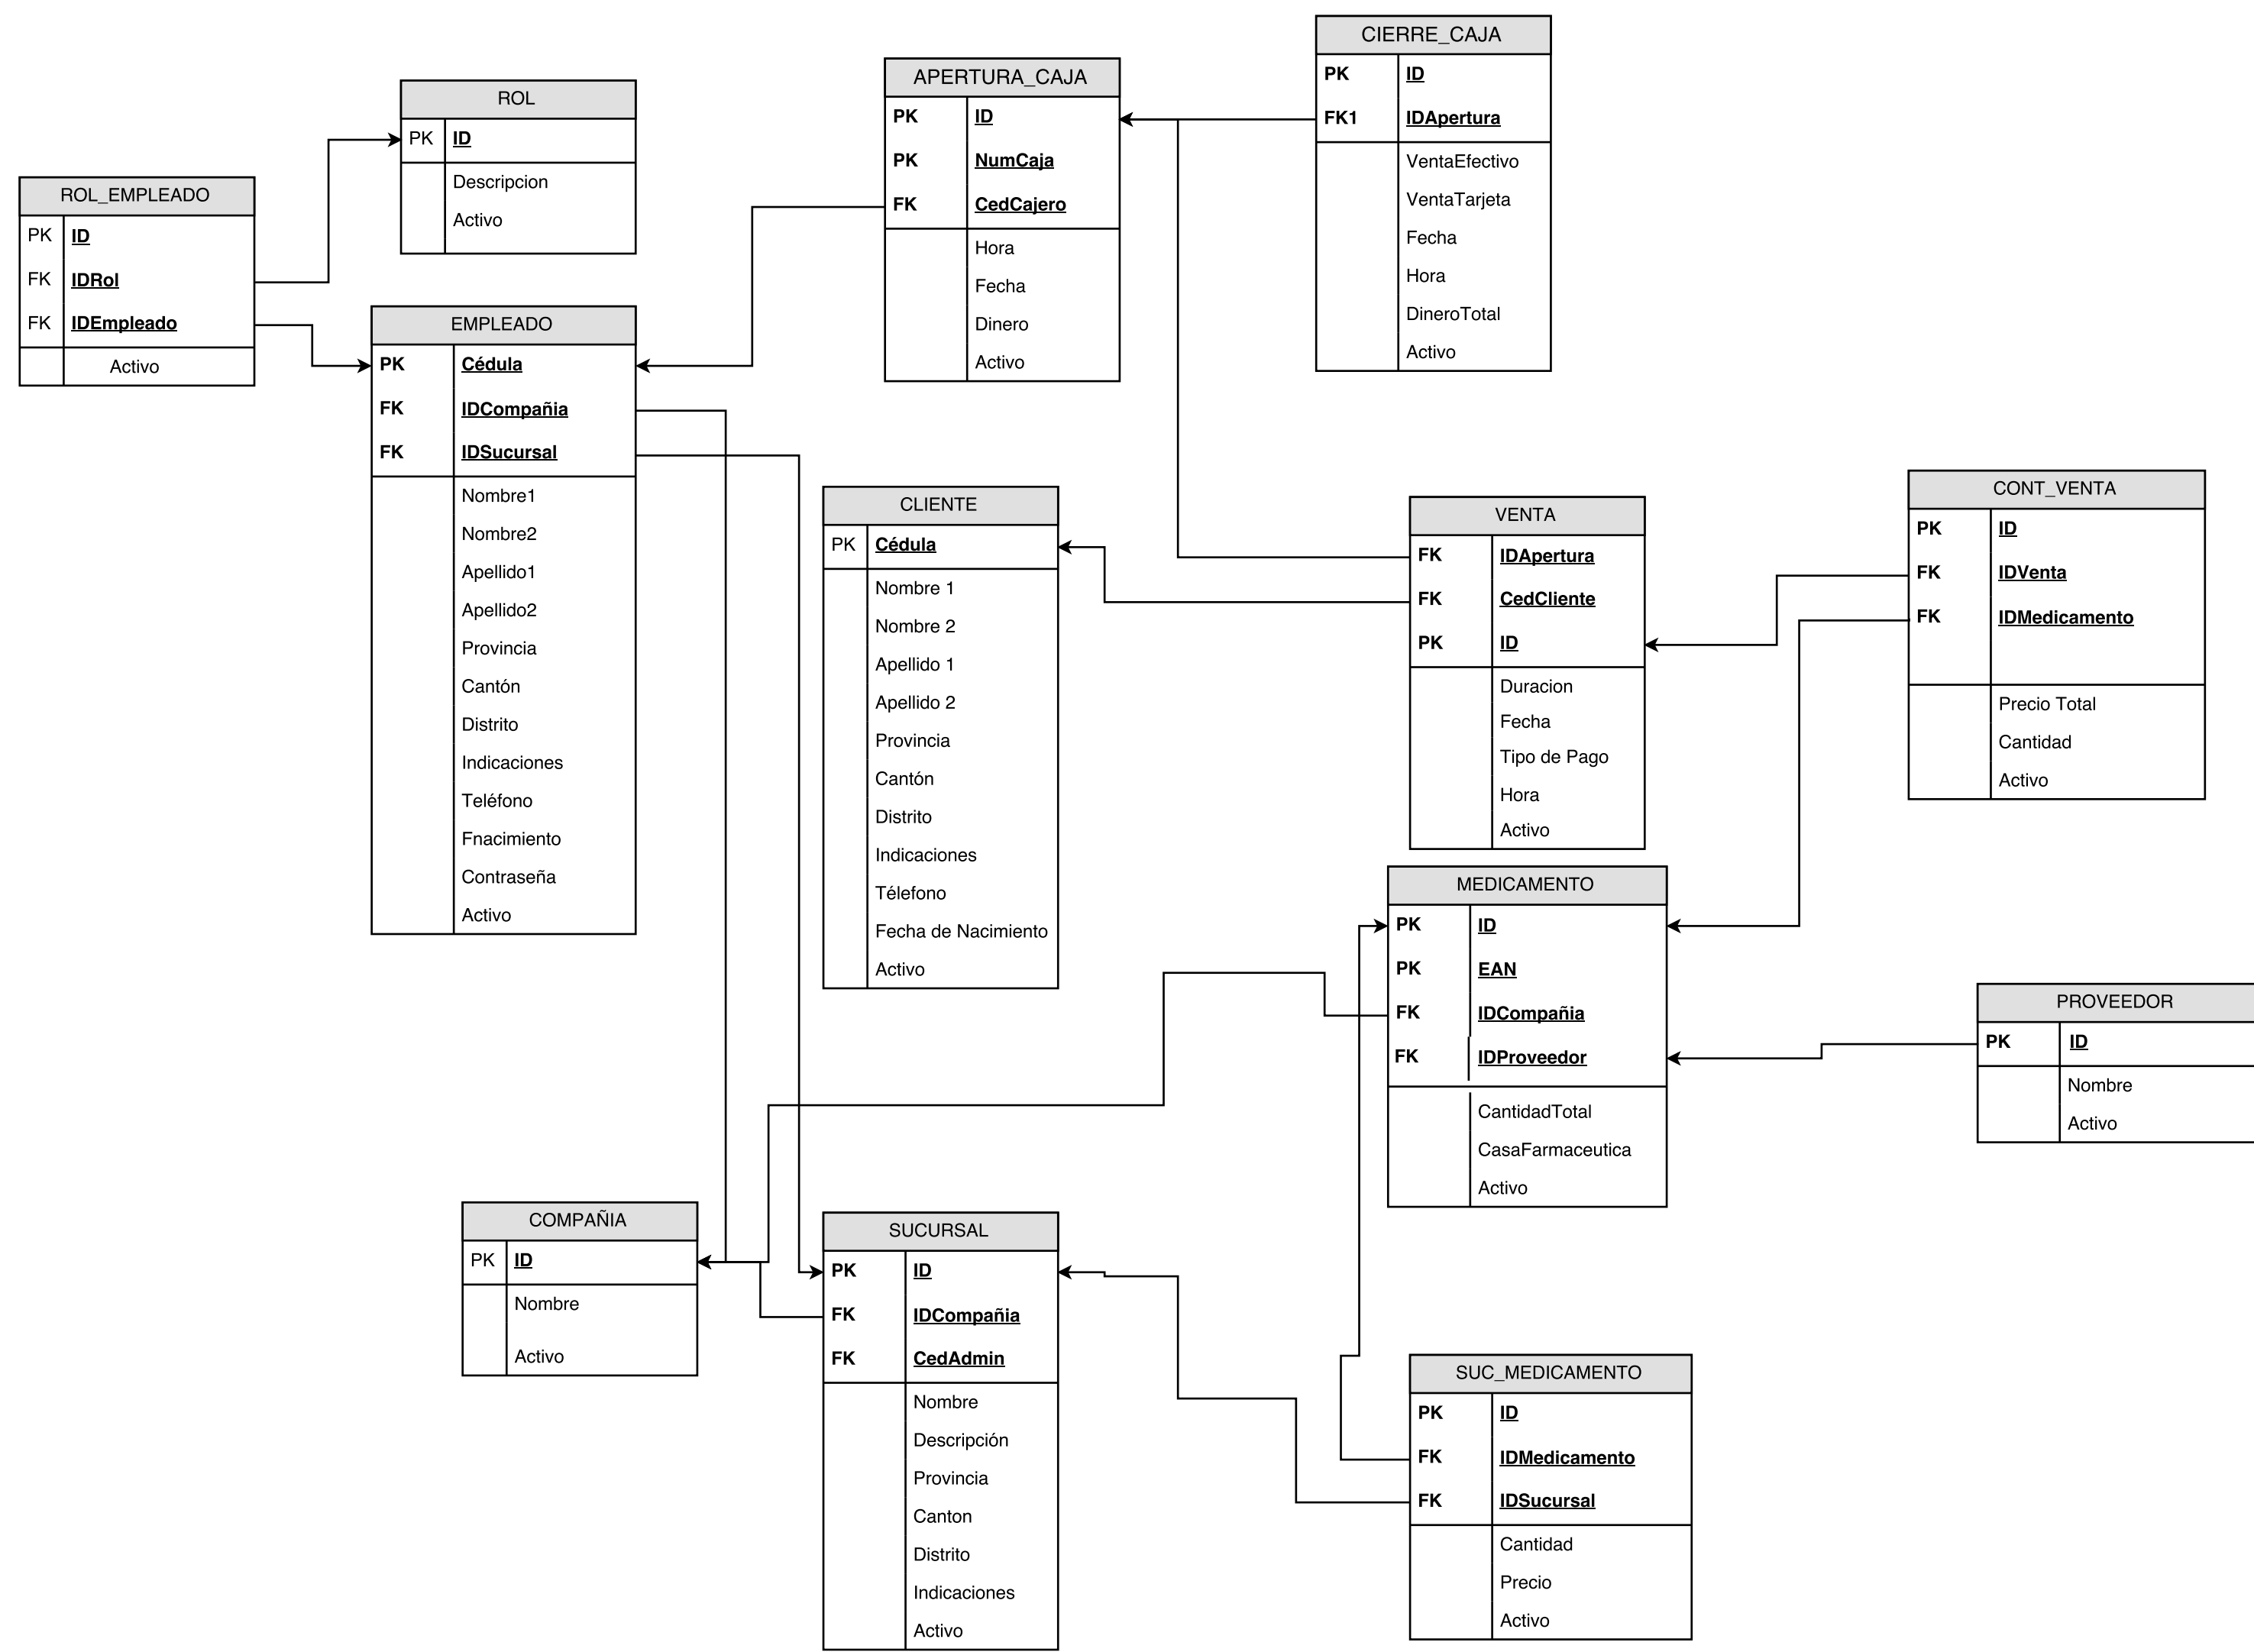 CIERRE_CAJA
PK ID
FK1 IDApertura
VentaEfectivo
VentaTarjeta
Fecha
Hora
DineroTotal
Activo
APERTURA_CAJA
PK ID
PK NumCaja
FK CedCajero
Hora
Fecha
Dinero
Activo
ROL
PK ID
Descripcion
Activo
ROL_EMPLEADO
PK ID
FK IDRol
FK IDEmpleado
Activo
EMPLEADO
PK Cédula
FK IDCompañia
FK IDSucursal
Nombre1
Nombre2
Apellido1
Apellido2
Provincia
Cantón
Distrito
Indicaciones
Teléfono
Fnacimiento
Contraseña
Activo
CLIENTE
PK Cédula
Nombre 1
Nombre 2
Apellido 1
Apellido 2
Provincia
Cantón
Distrito
Indicaciones
Télefono
Fecha de Nacimiento
Activo
VENTA
FK IDApertura
FK CedCliente
PK ID
Duracion
Fecha
Tipo de Pago
Hora
Activo
CONT_VENTA
PK ID
FK IDVenta
FK IDMedicamento
Precio Total
Cantidad
Activo
MEDICAMENTO
PK ID
PK EAN
FK IDCompañia
FK IDProveedor
CantidadTotal
CasaFarmaceutica
Activo
PROVEEDOR
PK ID
Nombre
Activo
COMPAÑIA
PK ID
Nombre
Activo
SUCURSAL
PK ID
FK IDCompañia
FK CedAdmin
Nombre
Descripción
Provincia
Canton
Distrito
Indicaciones
Activo
SUC_MEDICAMENTO
PK ID
FK IDMedicamento
FK IDSucursal
Cantidad
Precio
Activo